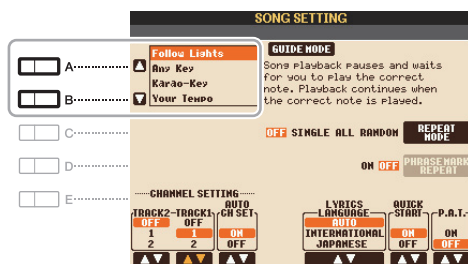 SONG SETTING
Follow Lights
Any Key
Karao-Key
Your Tempo
GUIDE MODE
Song playback pauses and waits
for you to play the correct
note. Playback continues when
the correct note is played.
A
B
C
D
E
OFF SINGLE ALL RANDOM
REPEAT
MODE
ON OFF
PHRASE MARK
REPEAT
CHANNEL SETTING
TRACK2 TRACK1 AUTO
CH SET
OFF OFF
1 1 ON
2 2 OFF
LYRICS
LANGUAGE
QUICK
START
P.A.T.
AUTO
INTERNATIONAL ON ON
JAPANESE OFF OFF